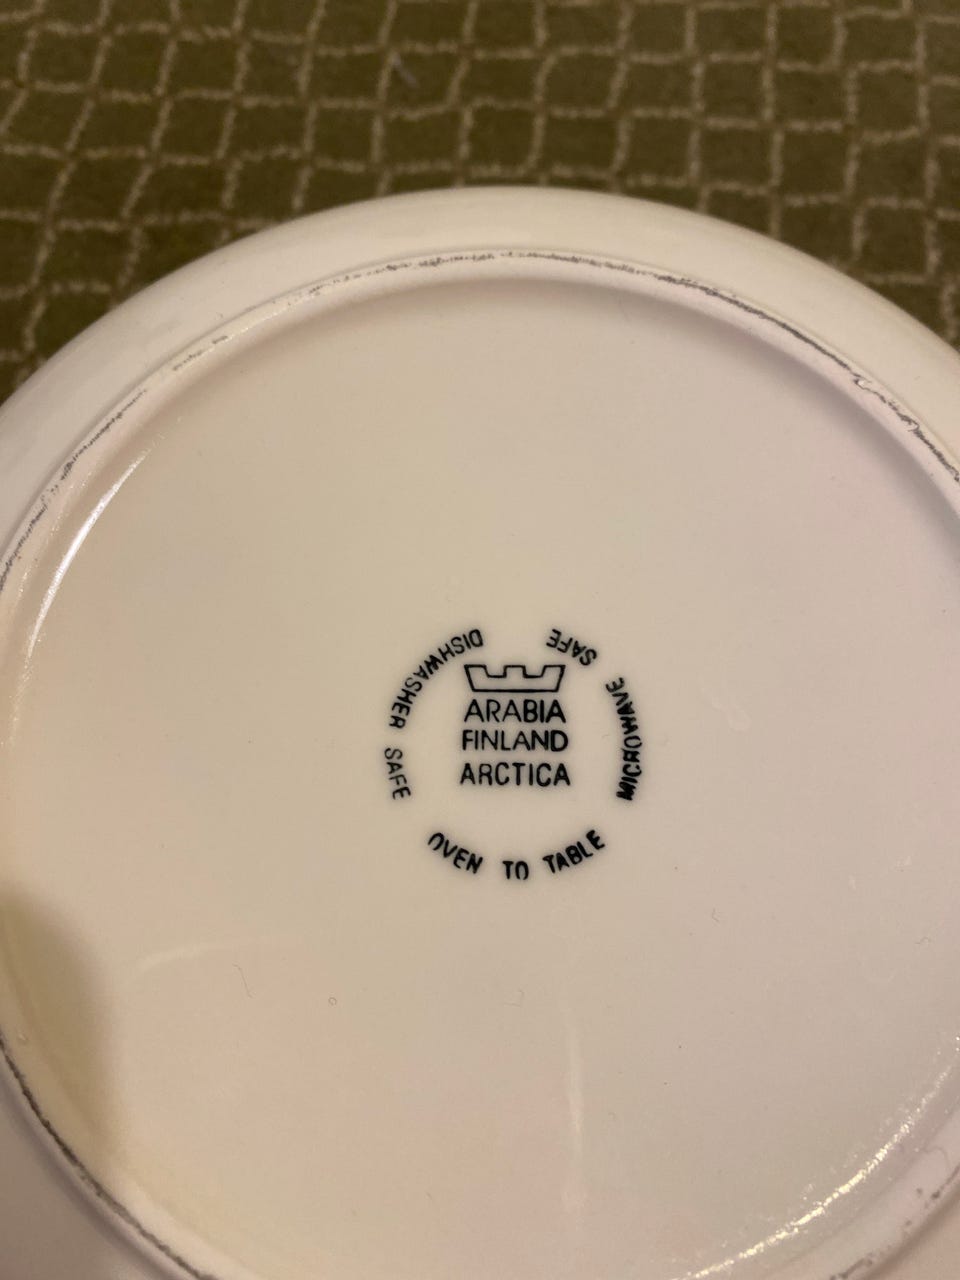 ARABIA
FINLAND
ARCTICA
DISHWASHER SAFE
OVEN TO TABLE
MICROWAVE SAFE